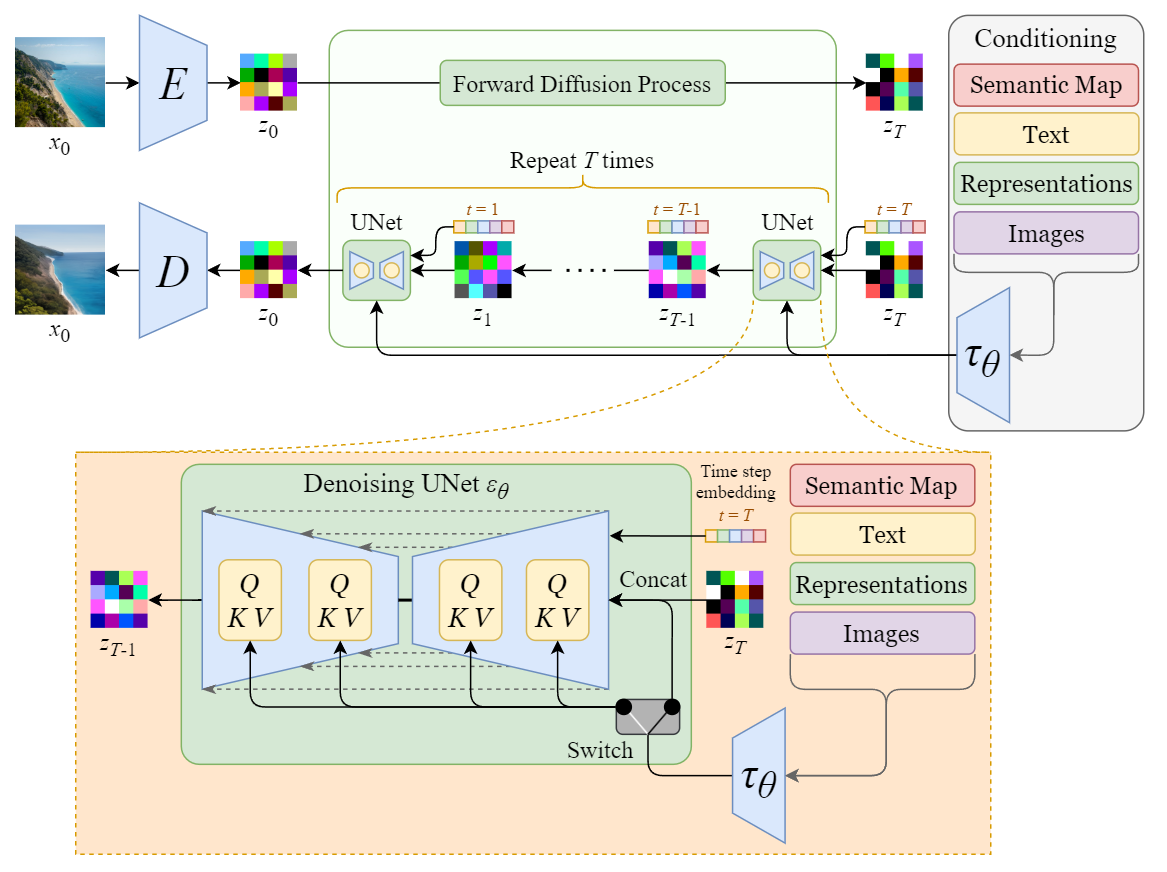 E
x0
z0
Forward Diffusion Process
zT
Conditioning
Semantic Map
Text
Representations
Images
Repeat T times
UNet
t = 1
t = T-1
UNet
t = T
D
x0
z0
z1
. . . .
zT-1
zT
τθ
Denoising UNet εθ
Time step
embedding
t = T
Semantic Map
Text
Representations
Images
Q
K V
Q
K V
Q
K V
Q
K V
Concat
zT-1
zT
Switch
τθ